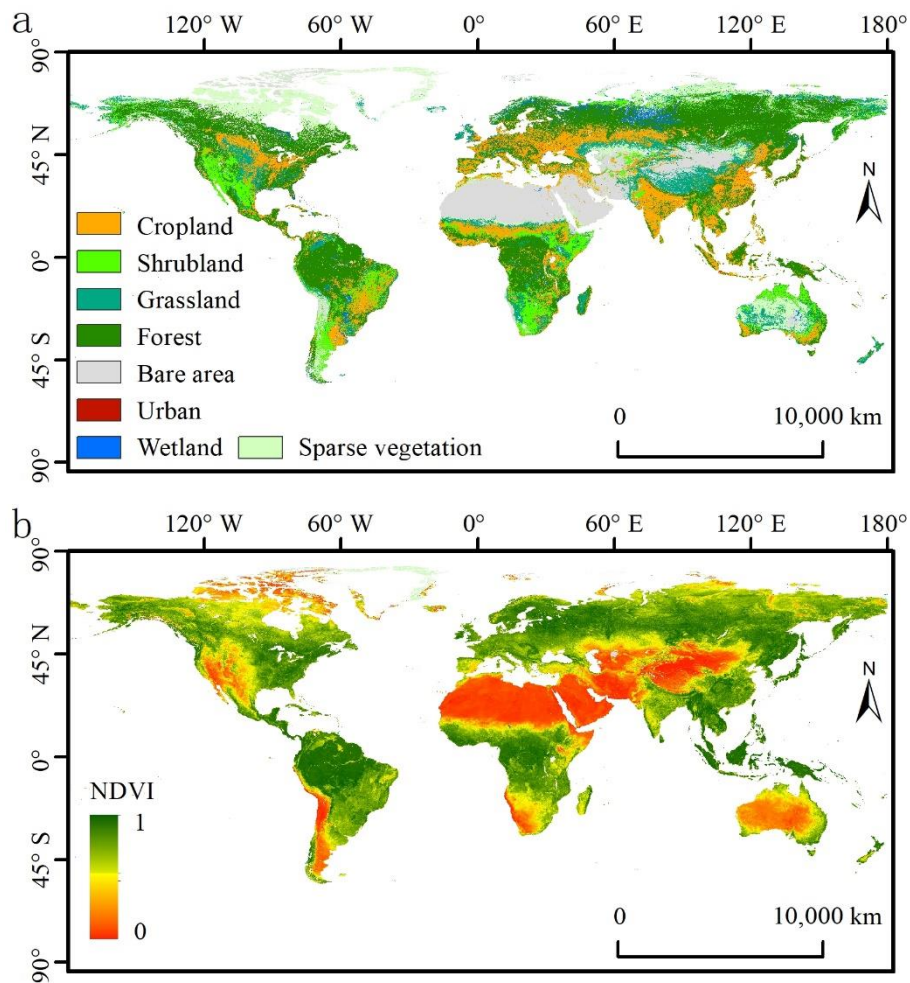 a
120° W 60° W 0° 60° E 120° E 180°
90°
45° N
0°
45° S
90°
N
Cropland
Shrubland
Grassland
Forest
Bare area
Urban
Wetland
Sparse vegetation
0 10,000 km
b
120° W 60° W 0° 60° E 120° E 180°
90°
45° N
0°
45° S
90°
N
NDVI
1
0
0 10,000 km